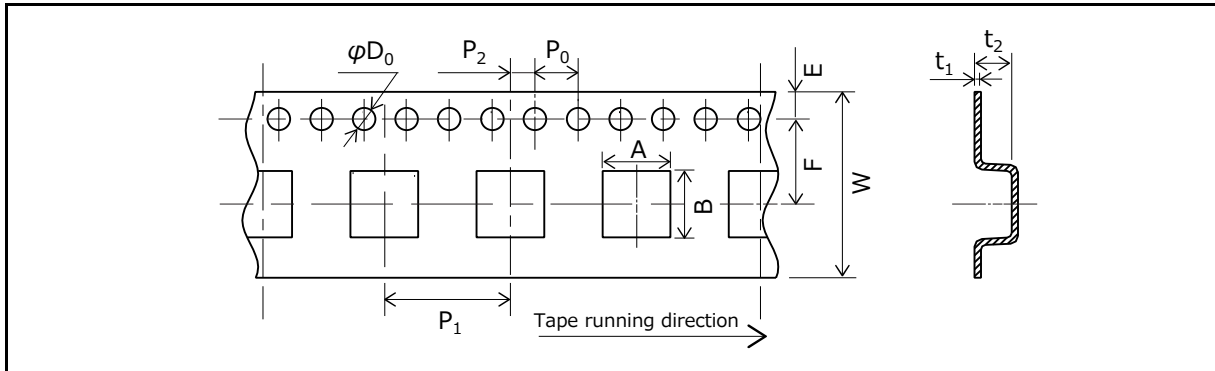 φD0
P2
P0
E
t2
t1
A
F
W
B
P1
Tape running direction